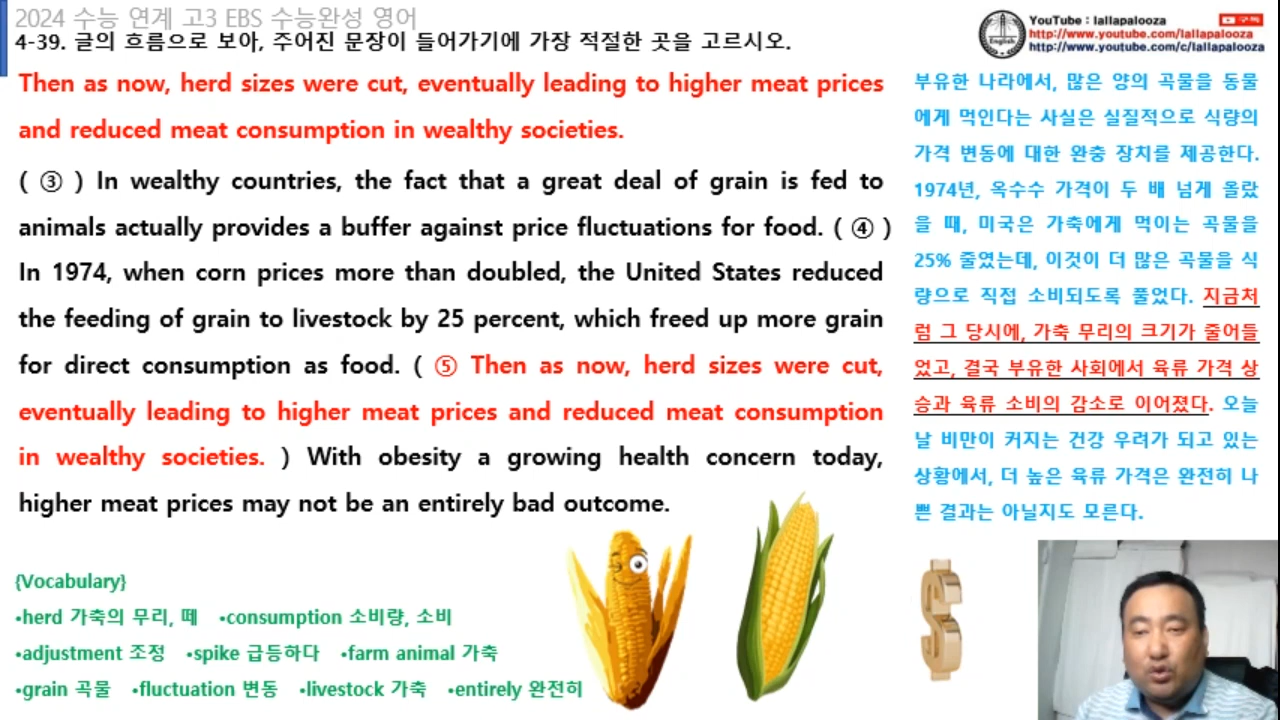 2024 수능 연계 고3 EBS 수능완성 영어
4-39. 글의 흐름으로 보아, 주어진 문장이 들어가기에 가장 적절한 곳을 고르시오.
YouTube : lallapalooza
구독
http://www.youtube.com/lallapalooza
http://www.youtube.com/c/lallapalooza
English
Then as now, herd sizes were cut, eventually leading to higher meat prices
and reduced meat consumption in wealthy societies.
( ③ ) In wealthy countries, the fact that a great deal of grain is fed to
animals actually provides a buffer against price fluctuations for food. ( ④ )
In 1974, when corn prices more than doubled, the United States reduced
the feeding of grain to livestock by 25 percent, which freed up more grain
for direct consumption as food. ( ⑤ Then as now, herd sizes were cut,
eventually leading to higher meat prices and reduced meat consumption
in wealthy societies. ) With obesity a growing health concern today,
higher meat prices may not be an entirely bad outcome.
부유한 나라에서, 많은 양의 곡물을 동물
에게 먹인다는 사실은 실질적으로 식량의
가격 변동에 대한 완충 장치를 제공한다.
1974년, 옥수수 가격이 두 배 넘게 올랐
을 때, 미국은 가축에게 먹이는 곡물을
25% 줄였는데, 이것이 더 많은 곡물을 식
량으로 직접 소비되도록 풀었다. 지금처
럼 그 당시에, 가축 무리의 크기가 줄어들
었고, 결국 부유한 사회에서 육류 가격 상
승과 육류 소비의 감소로 이어졌다. 오늘
날 비만이 커지는 건강 우려가 되고 있는
상황에서, 더 높은 육류 가격은 완전히 나
쁜 결과는 아닐지도 모른다.
{Vocabulary}
•herd 가축의 무리, 떼 •consumption 소비량, 소비
•adjustment 조정 •spike 급등하다 •farm animal 가축
•grain 곡물 •fluctuation 변동 •livestock 가축 •entirely 완전히